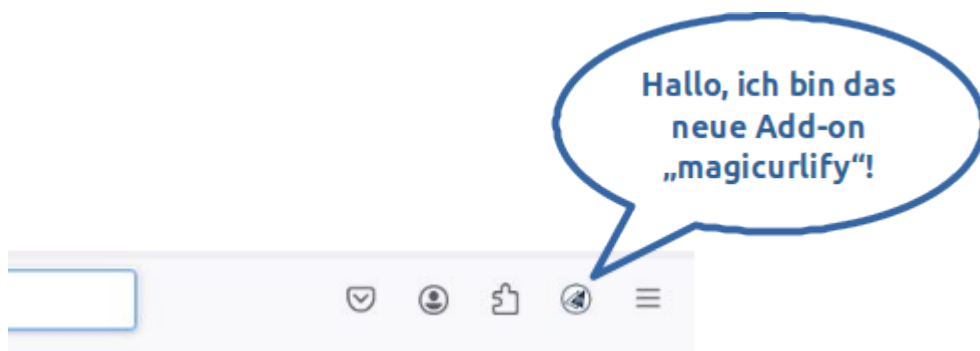 Hallo, ich bin das
neue Add-on
„magicurlify“!